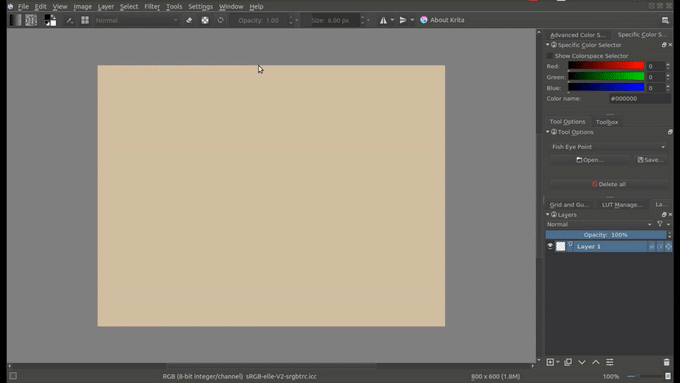 File Edit View Image Layer Select Filter Tools Settings Window Help
Normal Opacity: 1.00 Size: 6.00 px About Krita
Advanced Color S... Specific Color S...
Specific Color Selector
Show Colorspace Selector
Red: 0
Green: 0
Blue: 0
Color name: #000000
Tool Options Toolbox
Tool Options
Fish Eye Point
Open... Save...
Delete all
Grid and Gu... LUT Manage... La...
Layers
Normal
Opacity: 100%
Layer 1
RGB (8-bit integer/channel) sRGB-elle-V2-srgbtrc.icc 800 x 600 (1.8M) 100%